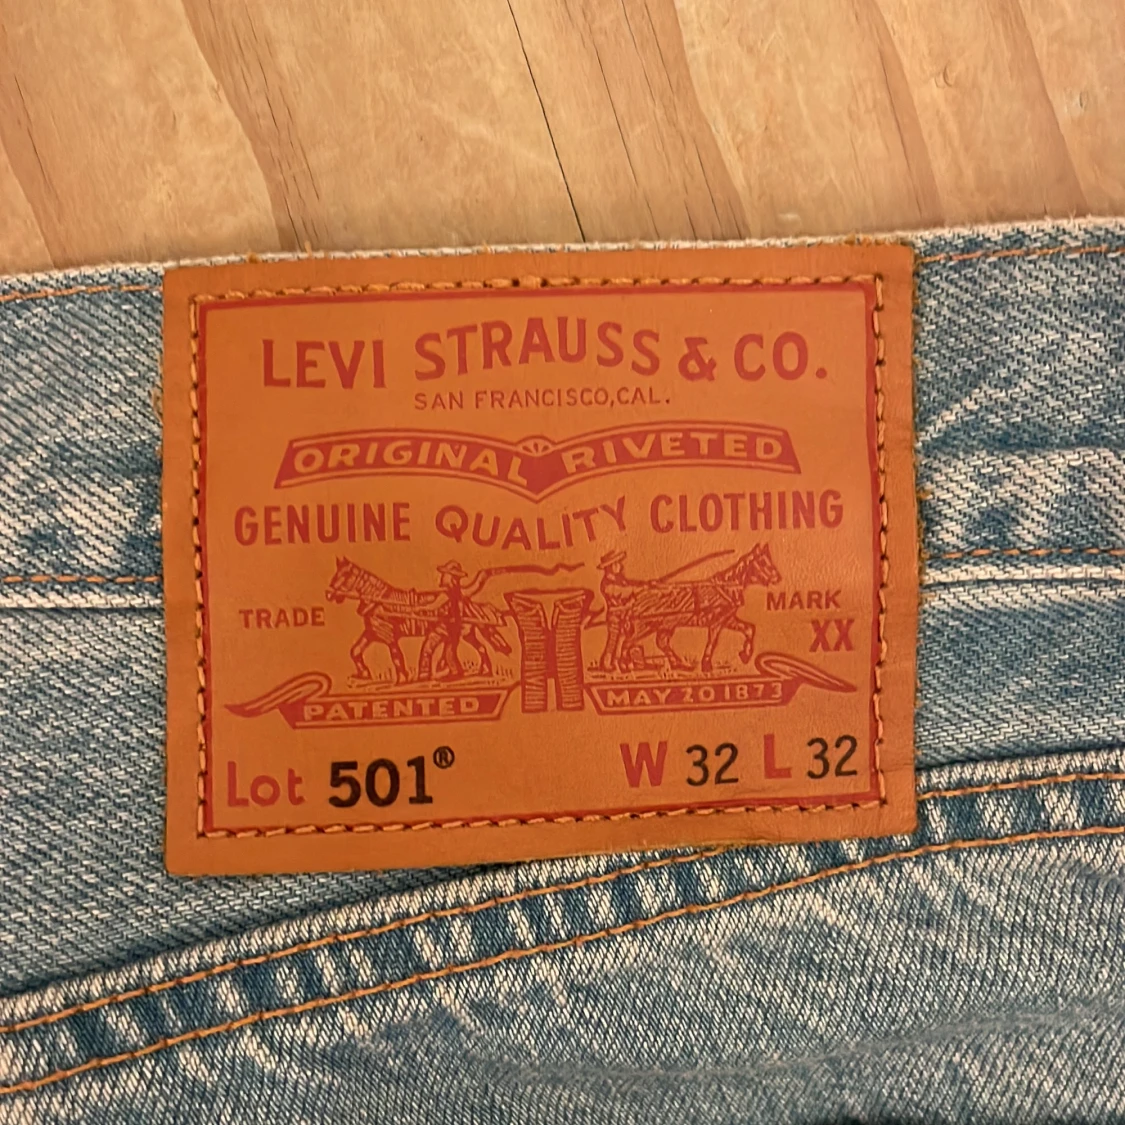 LEVI STRAUSS & CO.
SAN FRANCISCO,CAL.
ORIGINAL RIVETED
GENUINE QUALITY CLOTHING
TRADE MARK
XX
PATENTED MAY 20 1873
Lot 501® W 32 L 32